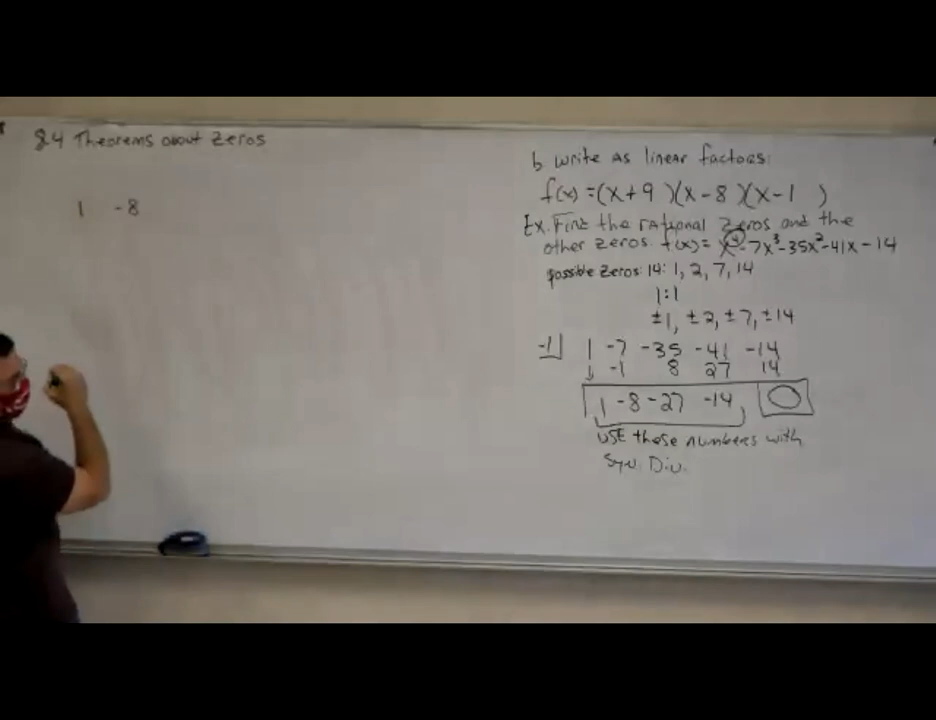 §4 Theorems about Zeros
1 -8
b write as linear factors:
f(x) = (x+9)(x-8)(x-1)
Ex. Find the rational zeros and the
other zeros. f(x) = x⁴-7x³-35x²-41x-14
possible zeros: 14: 1, 2, 7, 14
1:1
±1, ±2, ±7, ±14
-1| 1 -7 -35 -41 -14
↓ -1 8 27 14
1 -8 -27 -14 0
use these numbers with
Syn. Div.